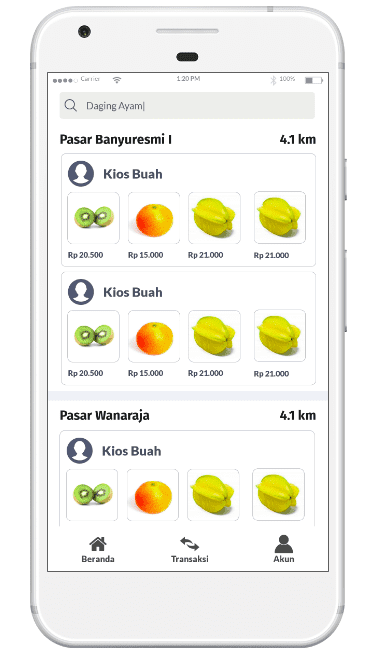 Carrier 1:20 PM 100%
Daging Ayam
Pasar Banyuresmi I 4.1 km
Kios Buah
Rp 20.500 Rp 15.000 Rp 21.000 Rp 21.000
Kios Buah
Rp 20.500 Rp 15.000 Rp 21.000 Rp 21.000
Pasar Wanaraja 4.1 km
Kios Buah
Beranda Transaksi Akun